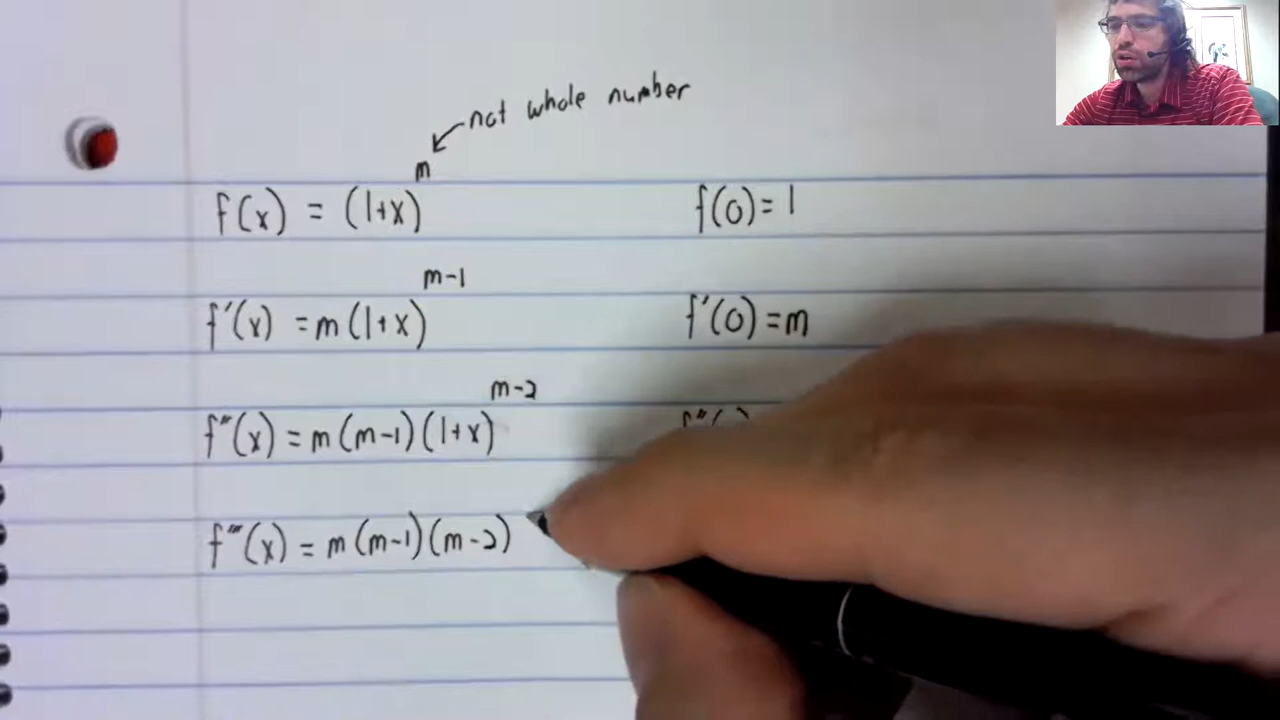 not whole number
f(x) = (1+x)^m
f(0) = 1
f'(x) = m(1+x)^m-1
f'(0) = m
f''(x) = m(m-1)(1+x)^m-2
f''(
f'''(x) = m(m-1)(m-2)